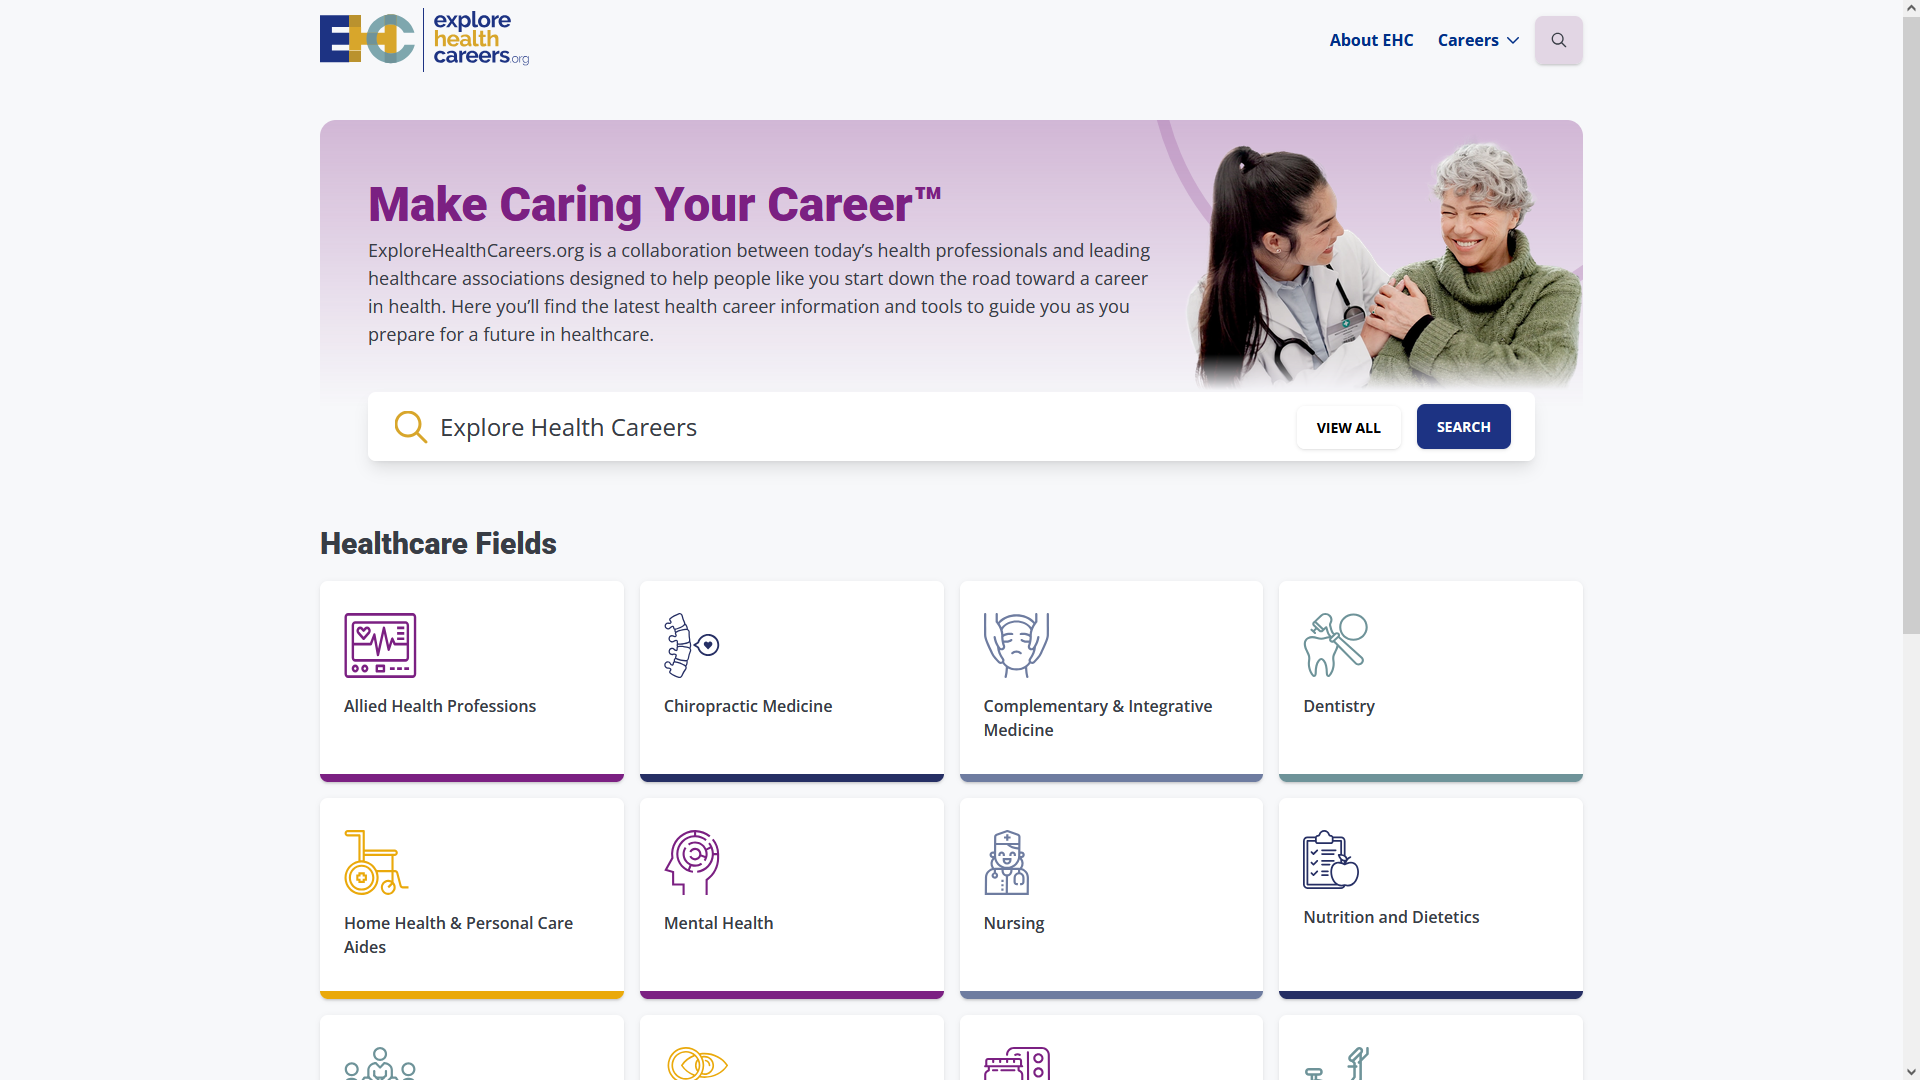 EHC explore
health
careers.org
About EHC
Careers
Make Caring Your Career™
ExploreHealthCareers.org is a collaboration between today’s health professionals and leading
healthcare associations designed to help people like you start down the road toward a career
in health. Here you’ll find the latest health career information and tools to guide you as you
prepare for a future in healthcare.
Explore Health Careers
VIEW ALL
SEARCH
Healthcare Fields
Allied Health Professions
Chiropractic Medicine
Complementary & Integrative
Medicine
Dentistry
Home Health & Personal Care
Aides
Mental Health
Nursing
Nutrition and Dietetics